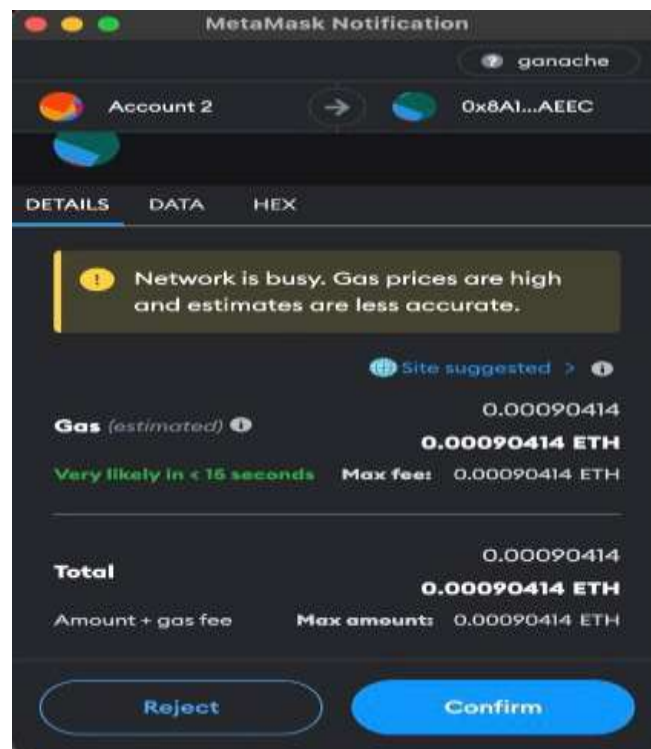 MetaMask Notification
ganache
Account 2
0x8A1...AEEC
DETAILS DATA HEX
Network is busy. Gas prices are high
and estimates are less accurate.
Site suggested >
0.00090414
Gas (estimated)
0.00090414 ETH
Very likely in < 15 seconds Max fee: 0.00090414 ETH
0.00090414
Total
0.00090414 ETH
Amount + gas fee Max amount: 0.00090414 ETH
Reject Confirm